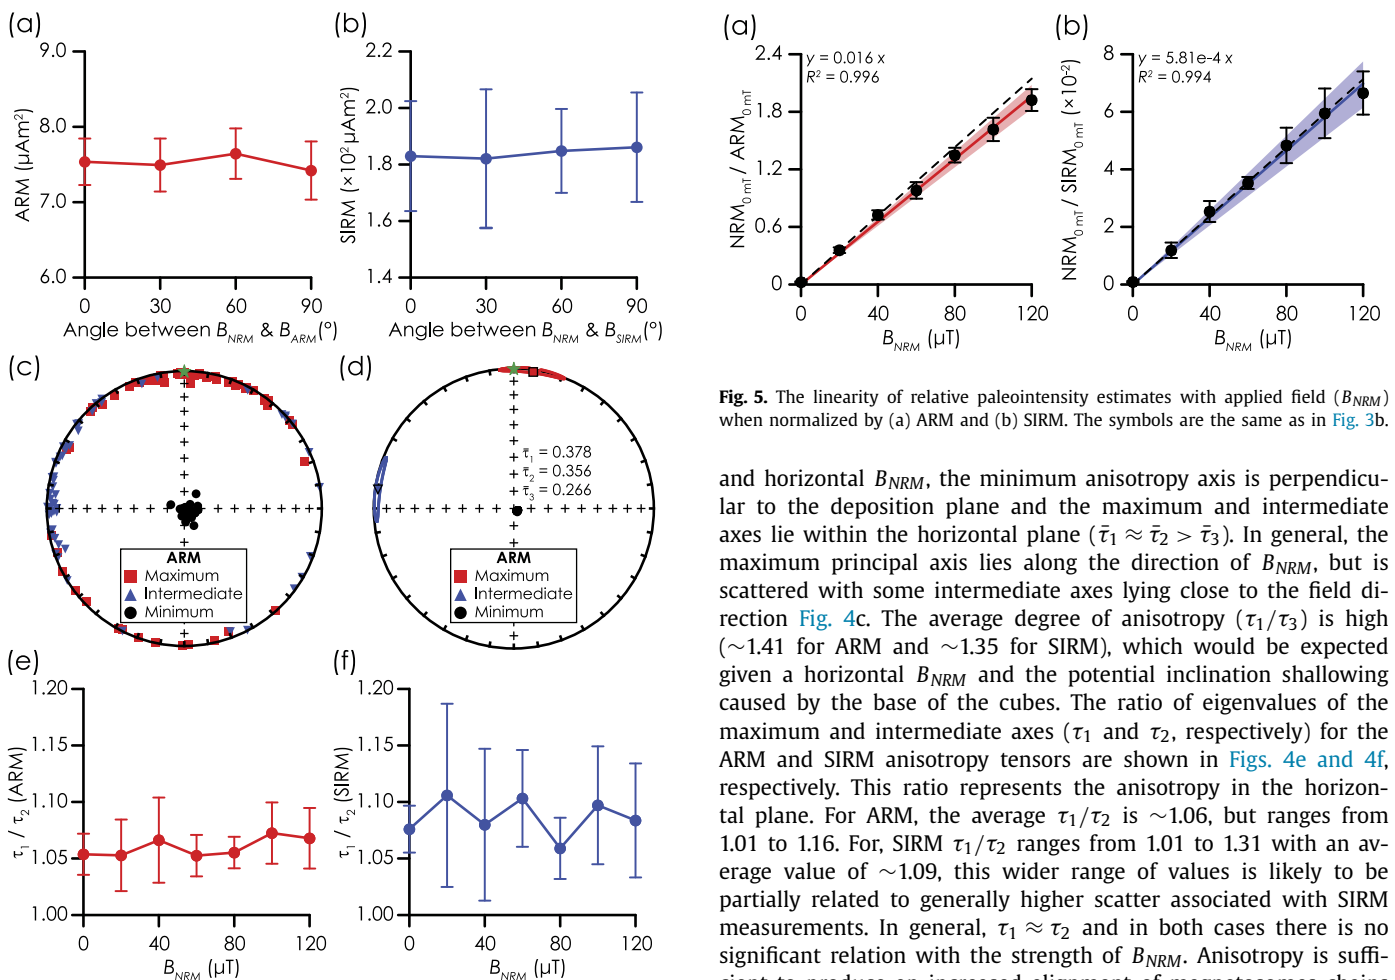 (a)
9.0
8.0
7.0
6.0
ARM (μAm²)
0 30 60 90
Angle between B_NRM & B_ARM(°)
(b)
2.2
2.0
1.8
1.6
1.4
SIRM (×10² μAm²)
0 30 60 90
Angle between B_NRM & B_SIRM(°)
(c)
ARM
Maximum
Intermediate
Minimum
(d)
τ̄₁ = 0.378
τ̄₂ = 0.356
τ̄₃ = 0.266
ARM
Maximum
Intermediate
Minimum
(e)
1.20
1.15
1.10
1.05
1.00
τ₁ / τ₂ (ARM)
0 40 80 120
B_NRM (μT)
(f)
1.20
1.15
1.10
1.05
1.00
τ₁ / τ₂ (SIRM)
0 40 80 120
B_NRM (μT)
(a)
y = 0.016 x
R² = 0.996
2.4
1.8
1.2
0.6
0
NRM₀ mT / ARM₀ mT
0 40 80 120
B_NRM (μT)
(b)
y = 5.81e-4 x
R² = 0.994
8
6
4
2
0
NRM₀ mT / SIRM₀ mT (×10⁻²)
0 40 80 120
B_NRM (μT)
Fig. 5. The linearity of relative paleointensity estimates with applied field (B_NRM)
when normalized by (a) ARM and (b) SIRM. The symbols are the same as in Fig. 3b.
and horizontal B_NRM, the minimum anisotropy axis is perpendicu-
lar to the deposition plane and the maximum and intermediate
axes lie within the horizontal plane (τ̄₁ ≈ τ̄₂ > τ̄₃). In general, the
maximum principal axis lies along the direction of B_NRM, but is
scattered with some intermediate axes lying close to the field di-
rection Fig. 4c. The average degree of anisotropy (τ₁/τ₃) is high
(∼1.41 for ARM and ∼1.35 for SIRM), which would be expected
given a horizontal B_NRM and the potential inclination shallowing
caused by the base of the cubes. The ratio of eigenvalues of the
maximum and intermediate axes (τ₁ and τ₂, respectively) for the
ARM and SIRM anisotropy tensors are shown in Figs. 4e and 4f,
respectively. This ratio represents the anisotropy in the horizon-
tal plane. For ARM, the average τ₁/τ₂ is ∼1.06, but ranges from
1.01 to 1.16. For, SIRM τ₁/τ₂ ranges from 1.01 to 1.31 with an av-
erage value of ∼1.09, this wider range of values is likely to be
partially related to generally higher scatter associated with SIRM
measurements. In general, τ₁ ≈ τ₂ and in both cases there is no
significant relation with the strength of B_NRM. Anisotropy is suffi-
cient to produce an increased alignment of magnetosomes chains